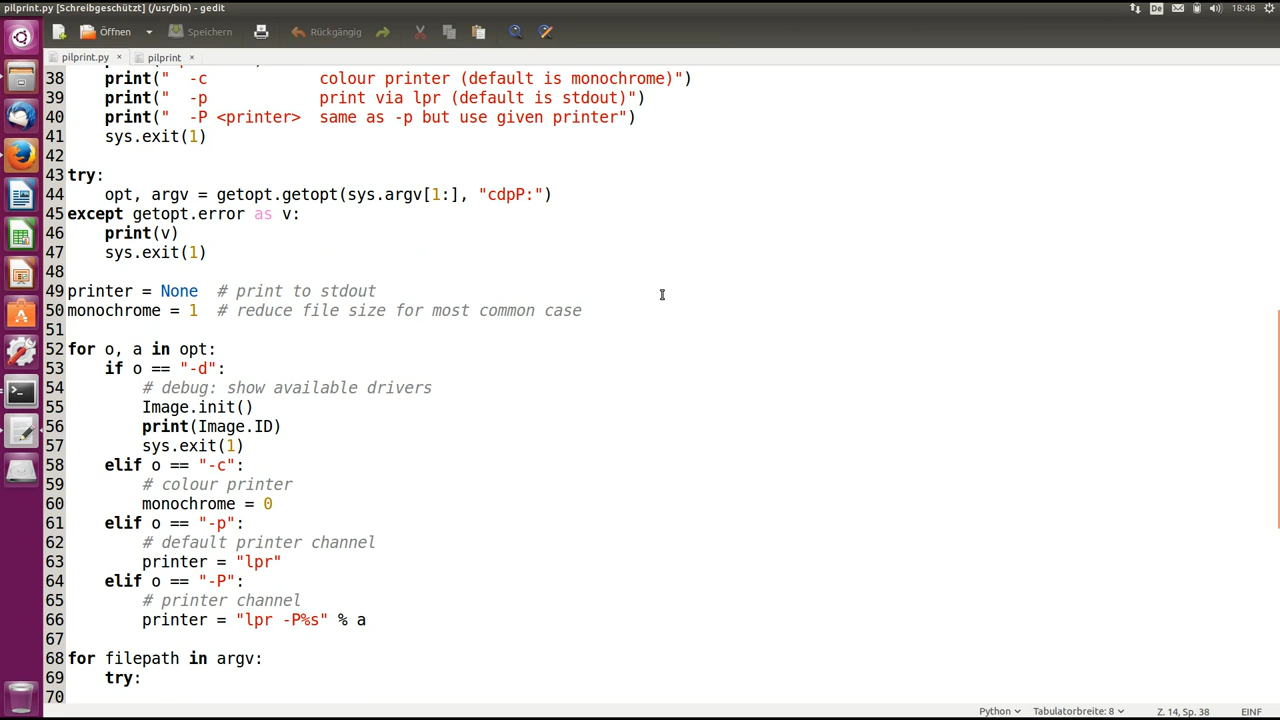 pilprint.py [Schreibgeschützt] (/usr/bin) - gedit
De
18:48
Öffnen
Speichern
Rückgängig
pilprint.py ×
pilprint ×
38     print("  -c            colour printer (default is monochrome)")
39     print("  -p            print via lpr (default is stdout)")
40     print("  -P <printer>  same as -p but use given printer")
41     sys.exit(1)
42
43 try:
44     opt, argv = getopt.getopt(sys.argv[1:], "cdpP:")
45 except getopt.error as v:
46     print(v)
47     sys.exit(1)
48
49 printer = None  # print to stdout
50 monochrome = 1  # reduce file size for most common case
51
52 for o, a in opt:
53     if o == "-d":
54         # debug: show available drivers
55         Image.init()
56         print(Image.ID)
57         sys.exit(1)
58     elif o == "-c":
59         # colour printer
60         monochrome = 0
61     elif o == "-p":
62         # default printer channel
63         printer = "lpr"
64     elif o == "-P":
65         # printer channel
66         printer = "lpr -P%s" % a
67
68 for filepath in argv:
69     try:
70
Python
Tabulatorbreite: 8
Z. 14, Sp. 38
EINF